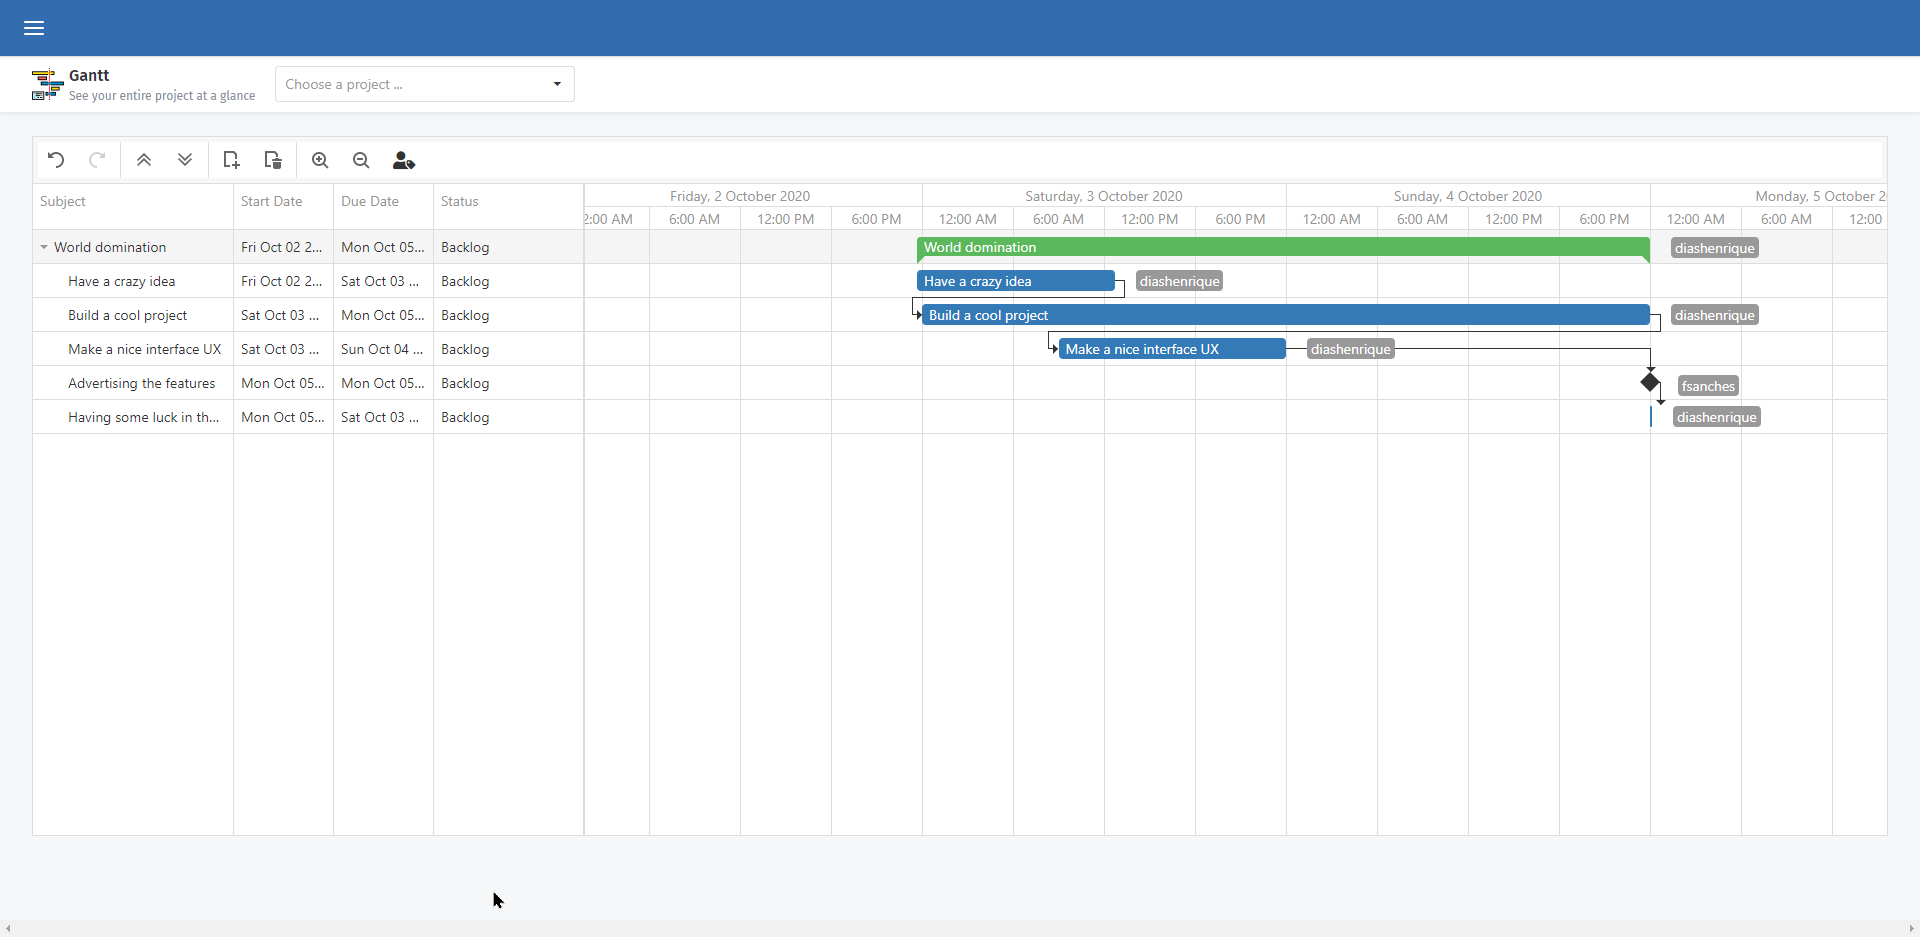 Gantt
See your entire project at a glance
Choose a project ...
Subject Start Date Due Date Status
Friday, 2 October 2020 Saturday, 3 October 2020 Sunday, 4 October 2020 Monday, 5 October 2
2:00 AM 6:00 AM 12:00 PM 6:00 PM 12:00 AM 6:00 AM 12:00 PM 6:00 PM 12:00 AM 6:00 AM 12:00 PM 6:00 PM 12:00 AM 6:00 AM 12:00
World domination Fri Oct 02 2... Mon Oct 05... Backlog World domination diashenrique
Have a crazy idea Fri Oct 02 2... Sat Oct 03 ... Backlog Have a crazy idea diashenrique
Build a cool project Sat Oct 03 ... Mon Oct 05... Backlog Build a cool project diashenrique
Make a nice interface UX Sat Oct 03 ... Sun Oct 04 ... Backlog Make a nice interface UX diashenrique
Advertising the features Mon Oct 05... Mon Oct 05... Backlog fsanches
Having some luck in th... Mon Oct 05... Sat Oct 03 ... Backlog diashenrique